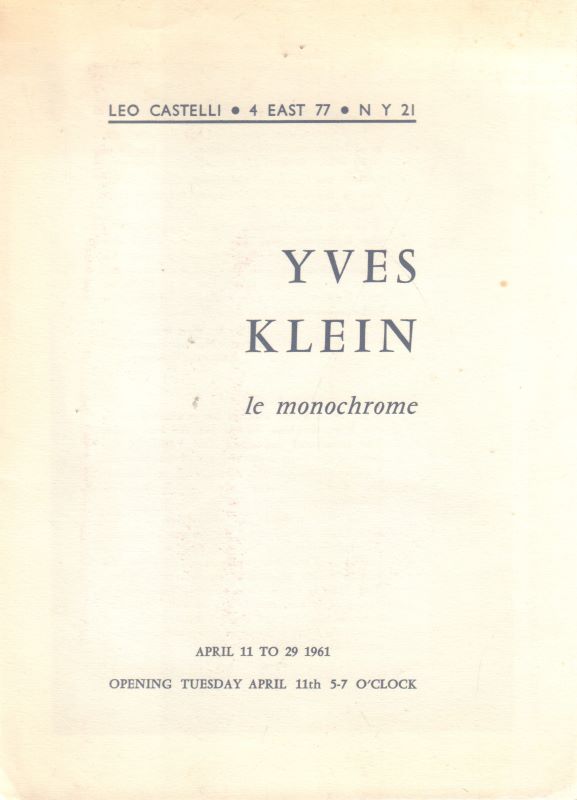 LEO CASTELLI ● 4 EAST 77 ● N Y 21
YVES
KLEIN
le monochrome
APRIL 11 TO 29 1961
OPENING TUESDAY APRIL 11th 5-7 O'CLOCK